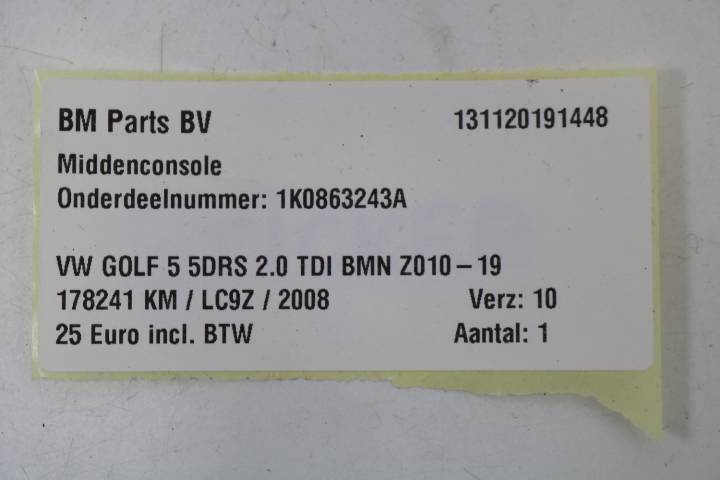 BM Parts BV 131120191448
Middenconsole
Onderdeelnummer: 1K0863243A
VW GOLF 5 5DRS 2.0 TDI BMN Z010-19
178241 KM / LC9Z / 2008 Verz: 10
25 Euro incl. BTW Aantal: 1